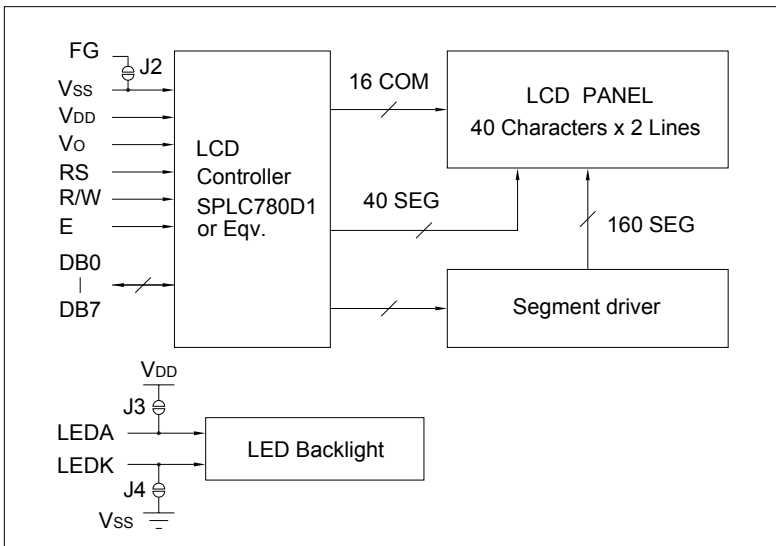 FG
J2
VSS
VDD
VO
RS
R/W
E
DB0
DB7
LCD
Controller
SPLC780D1
or Eqv.
16 COM
40 SEG
LCD PANEL
40 Characters x 2 Lines
160 SEG
Segment driver
VDD
J3
LEDA
LEDK
J4
VSS
LED Backlight